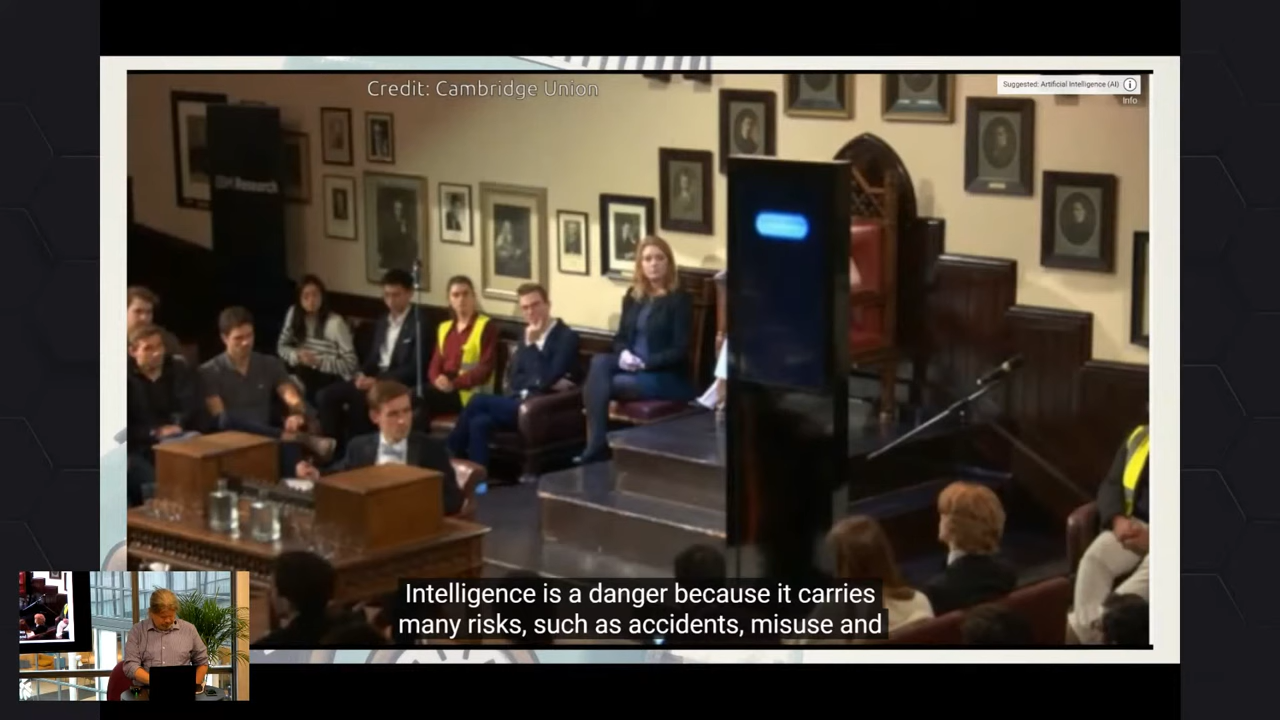 Credit: Cambridge Union
Suggested: Artificial Intelligence (AI)
Info
Research
Intelligence is a danger because it carries
many risks, such as accidents, misuse and